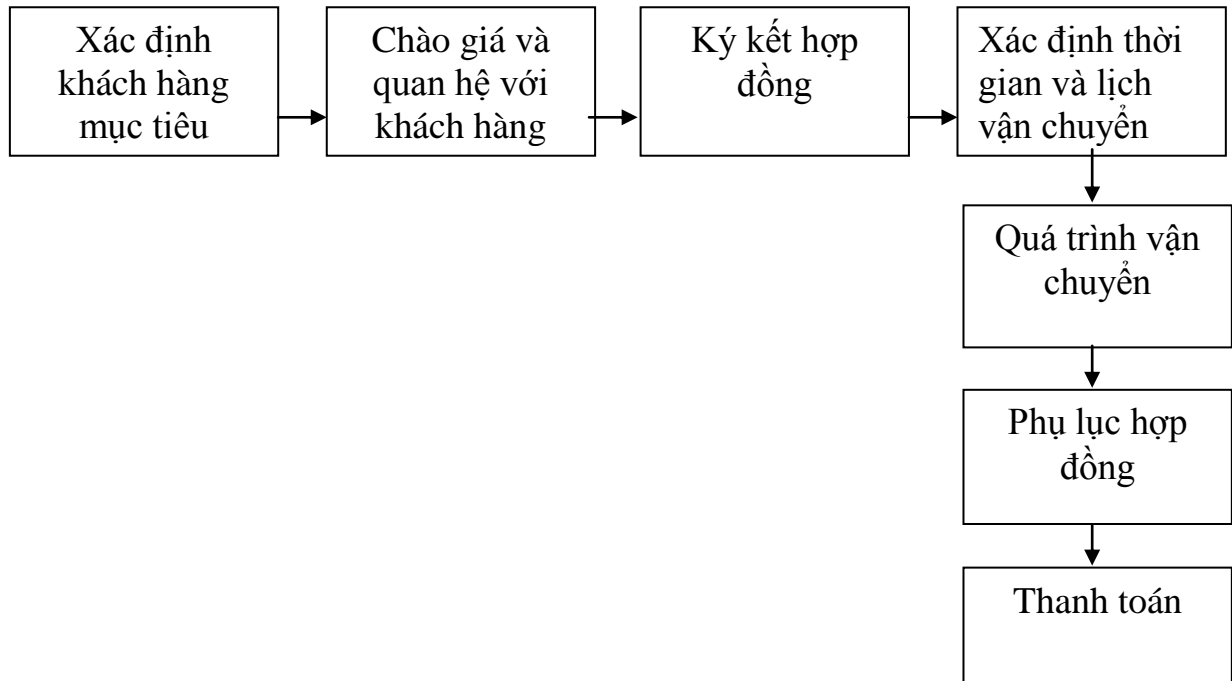 Xác định
khách hàng
mục tiêu
Chào giá và
quan hệ với
khách hàng
Ký kết hợp
đồng
Xác định thời
gian và lịch
vận chuyển
Quá trình vận
chuyển
Phụ lục hợp
đồng
Thanh toán